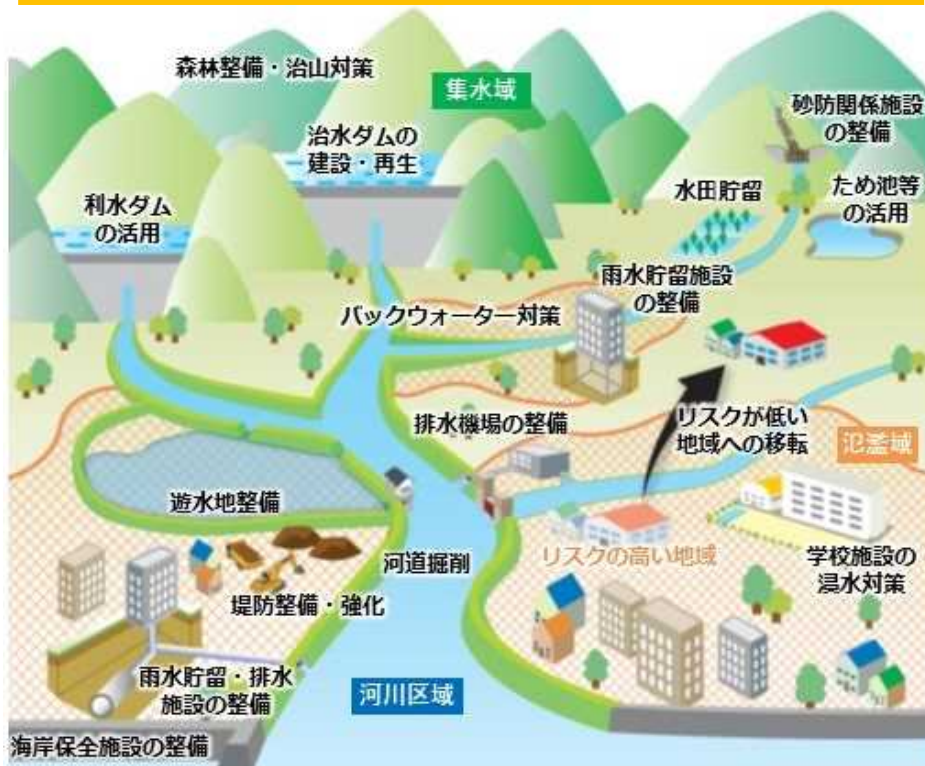 森林整備・治山対策
集水域
砂防関係施設
の整備
治水ダムの
建設・再生
水田貯留
ため池等
の活用
利水ダム
の活用
雨水貯留施設
の整備
バックウォーター対策
リスクが低い
地域への移転
排水機場の整備
氾濫域
遊水地整備
河道掘削
リスクの高い地域
学校施設の
浸水対策
堤防整備・強化
雨水貯留・排水
施設の整備
河川区域
海岸保全施設の整備